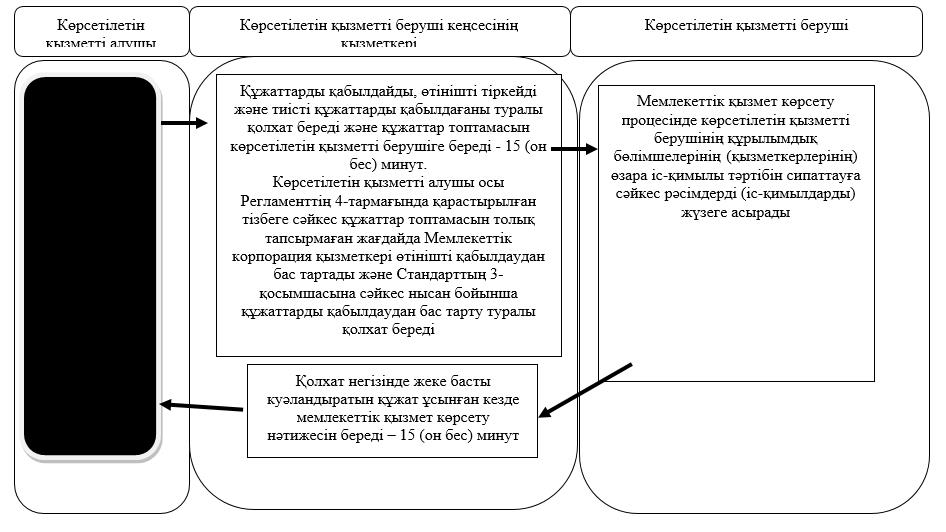 Көрсетілетін
қызметті алушы
Көрсетілетін қызметті беруші кеңсесінің
қызметкері
Көрсетілетін қызметті беруші
Құжаттарды қабылдайды, өтінішті тіркейді
және тиісті құжаттарды қабылдағаны туралы
қолхат береді және құжаттар топтамасын
көрсетілетін қызметті берушіге береді - 15 (он
бес) минут.
Көрсетілетін қызметті алушы осы
Регламенттің 4-тармағында қарастырылған
тізбеге сәйкес құжаттар топтамасын толық
тапсырмаған жағдайда Мемлекеттік
корпорация қызметкері өтінішті қабылдаудан
бас тартады және Стандарттың 3-
қосымшасына сәйкес нысан бойынша
құжаттарды қабылдаудан бас тарту туралы
қолхат береді
Мемлекеттік қызмет көрсету
процесінде көрсетілетін қызметті
берушінің құрылымдық
бөлімшелерінің (қызметкерлерінің)
өзара іс-қимылы тәртібін сипаттауға
сәйкес рәсімдерді (іс-қимылдарды)
жүзеге асырады
Қолхат негізінде жеке басты
куәландыратын құжат ұсынған кезде
мемлекеттік қызмет көрсету
нәтижесін береді – 15 (он бес) минут